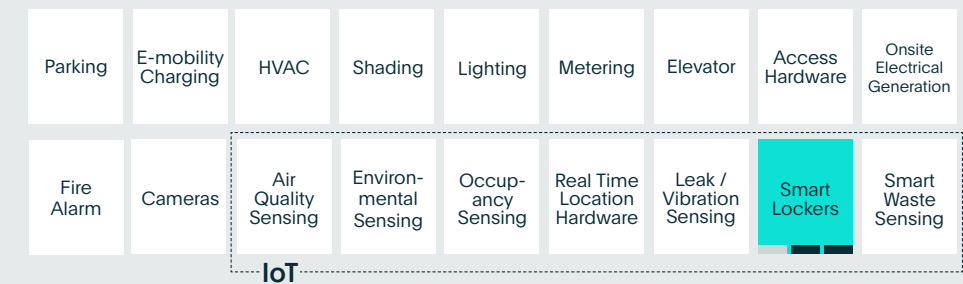 Parking
E-mobility
Charging
HVAC
Shading
Lighting
Metering
Elevator
Access
Hardware
Onsite
Electrical
Generation
Fire
Alarm
Cameras
Air
Quality
Sensing
Environ-
mental
Sensing
Occup-
ancy
Sensing
Real Time
Location
Hardware
Leak /
Vibration
Sensing
Smart
Lockers
Smart
Waste
Sensing
IoT